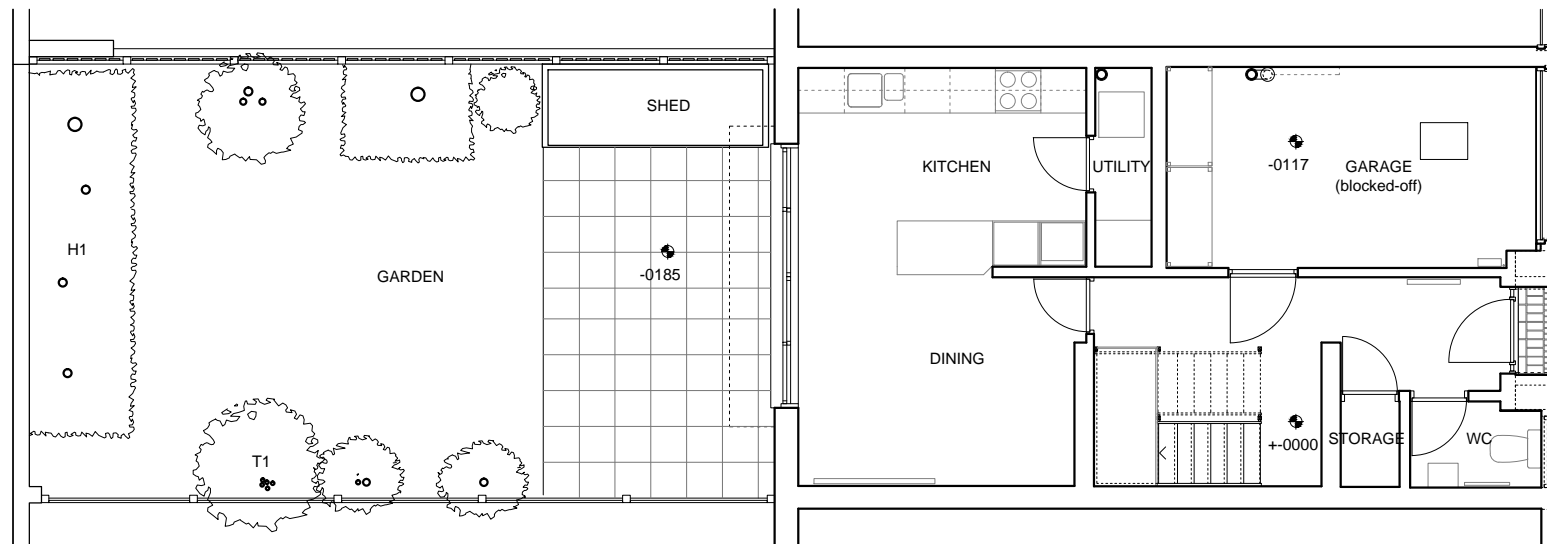 SHED
KITCHEN
UTILITY
-0117
GARAGE
(blocked-off)
H1
GARDEN
-0185
DINING
T1
+-0000
STORAGE
WC